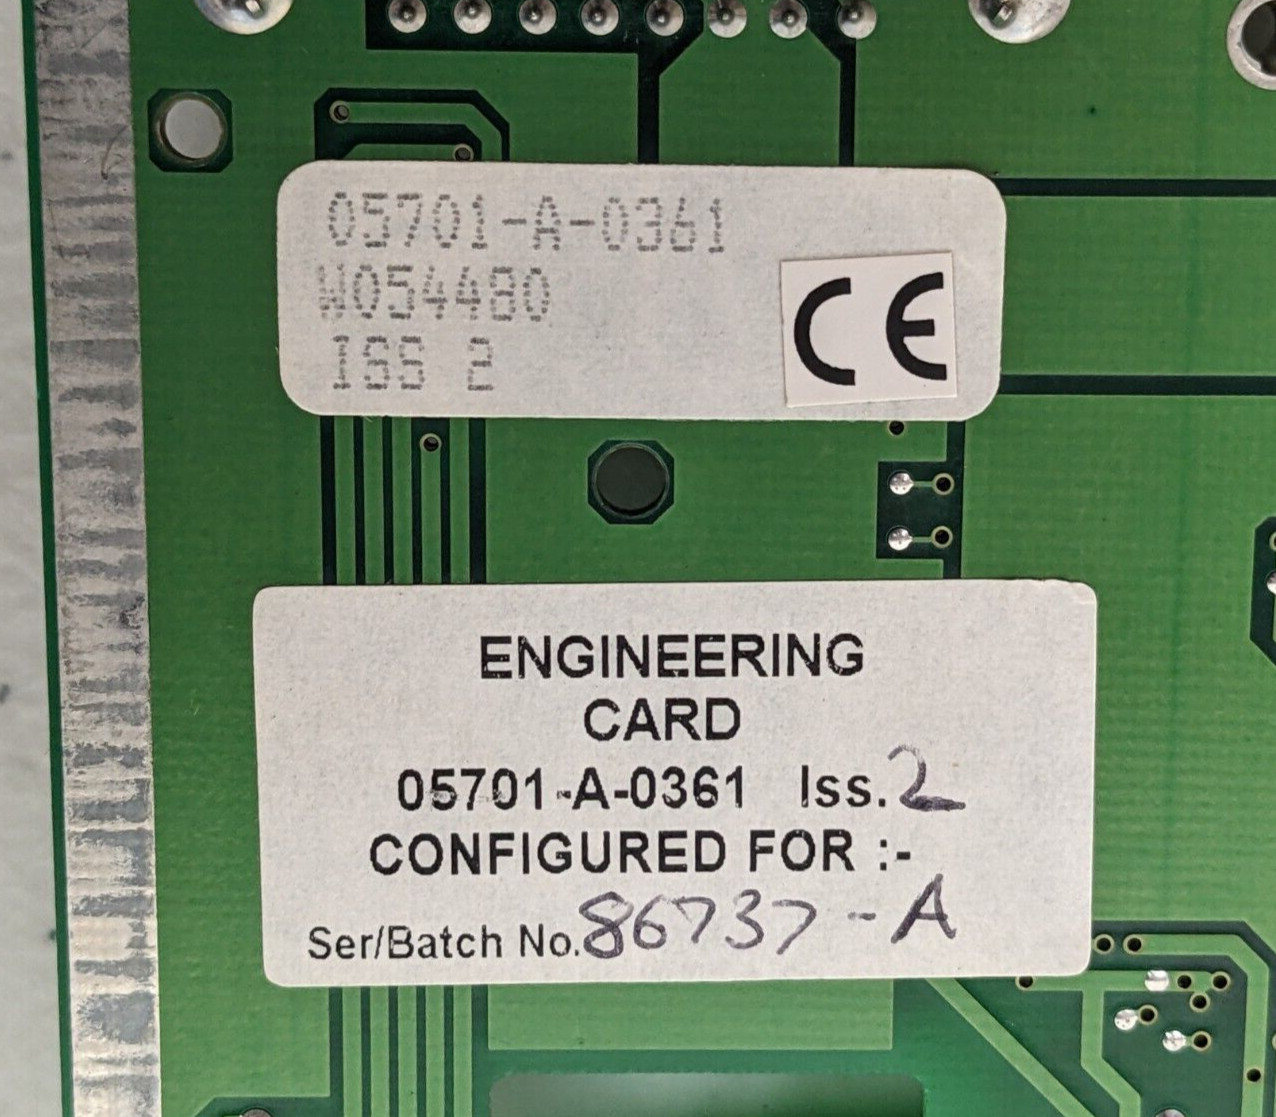 05701-A-0361
W054480
ISS 2
CE
ENGINEERING
CARD
05701-A-0361 Iss. 2
CONFIGURED FOR :-
Ser/Batch No. 86737-A